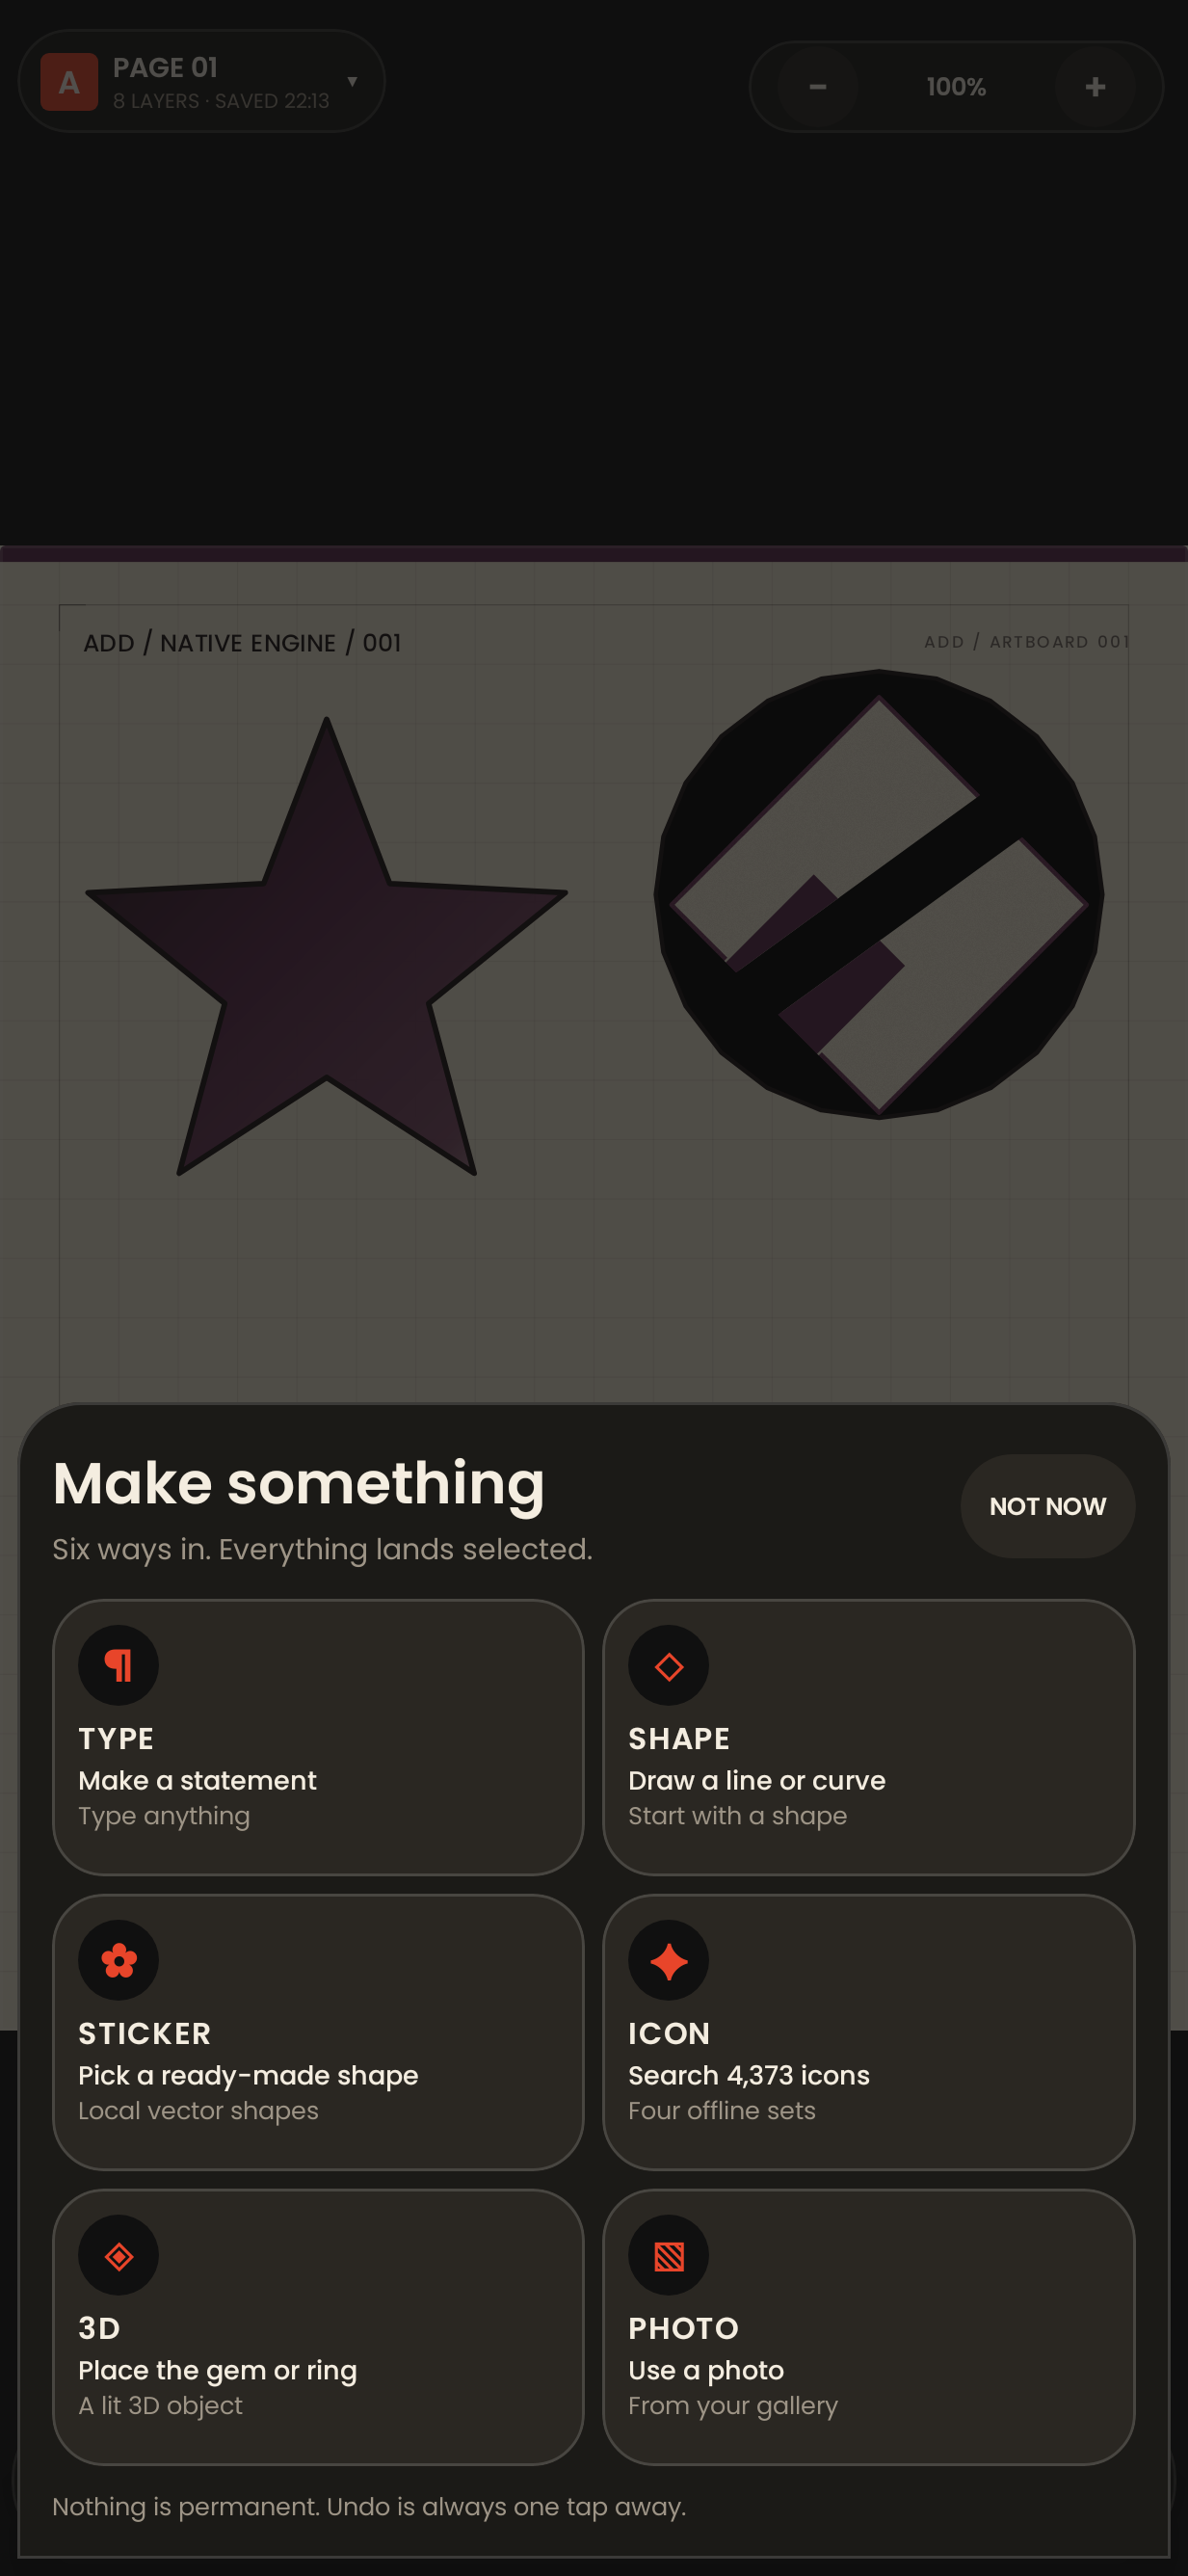 A
PAGE 01
8 LAYERS · SAVED 22:13
▼
− 100% +
ADD / NATIVE ENGINE / 001
ADD / ARTBOARD 001
Make something
Six ways in. Everything lands selected.
NOT NOW
¶
TYPE
Make a statement
Type anything
SHAPE
Draw a line or curve
Start with a shape
STICKER
Pick a ready-made shape
Local vector shapes
ICON
Search 4,373 icons
Four offline sets
3D
Place the gem or ring
A lit 3D object
PHOTO
Use a photo
From your gallery
Nothing is permanent. Undo is always one tap away.